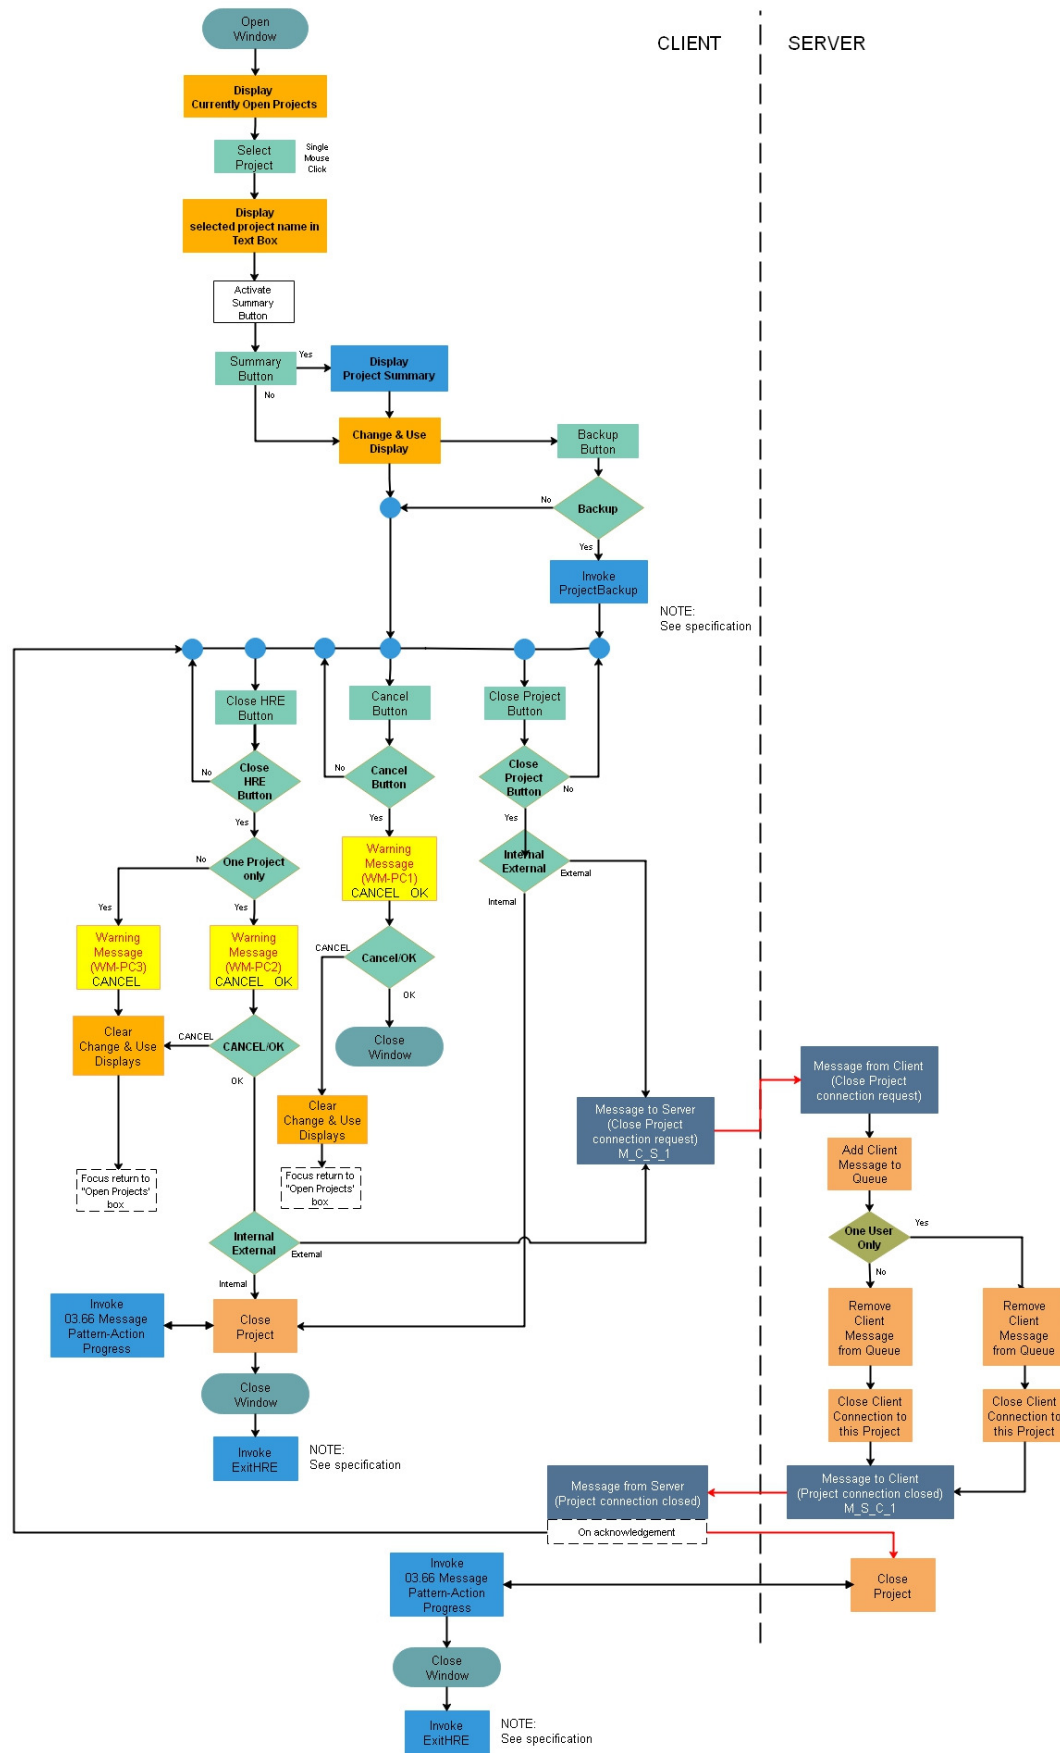 Open
Window
CLIENT
SERVER
Display
Currently Open Projects
Select
Project
Single
Mouse
Click
Display
selected project name in
Text Box
Activate
Summary
Button
Summary
Button
Yes
No
Display
Project Summary
Change & Use
Display
Backup
Button
No
Backup
Yes
Invoke
ProjectBackup
NOTE:
See specification
Close HRE
Button
Cancel
Button
Close Project
Button
No
Close
HRE
Button
Yes
No
Cancel
Button
Yes
Close
Project
Button
No
Yes
No
One Project
only
Yes
Yes
Warning
Message
(WM-PC1)
CANCEL OK
Internal
External
External
Internal
Warning
Message
(WM-PC3)
CANCEL
Warning
Message
(WM-PC2)
CANCEL OK
CANCEL
Cancel/OK
OK
Clear
Change & Use
Displays
CANCEL
CANCEL/OK
OK
Close
Window
Message from Client
(Close Project
connection request)
Clear
Change & Use
Displays
Message to Server
(Close Project
connection request)
M_C_S_1
Add Client
Message to
Queue
Focus return to
"Open Projects'
box
Focus return to
"Open Projects'
box
Internal
External
External
Internal
One User
Only
Yes
No
Invoke
03.66 Message
Pattern-Action
Progress
Close
Project
Remove
Client
Message
from Queue
Remove
Client
Message
from Queue
Close
Window
Close Client
Connection to
this Project
Close Client
Connection to
this Project
Invoke
ExitHRE
NOTE:
See specification
Message from Server
(Project connection closed)
Message to Client
(Project connection closed)
M_S_C_1
On acknowledgement
Invoke
03.66 Message
Pattern-Action
Progress
Close
Project
Close
Window
Invoke
ExitHRE
NOTE:
See specification